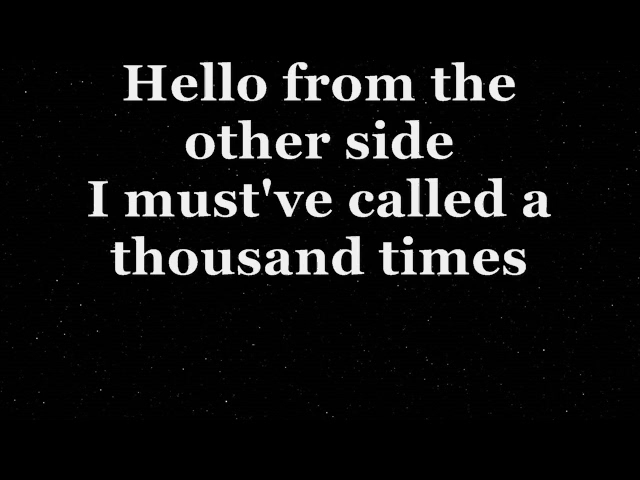 Hello from the
other side
I must've called a
thousand times